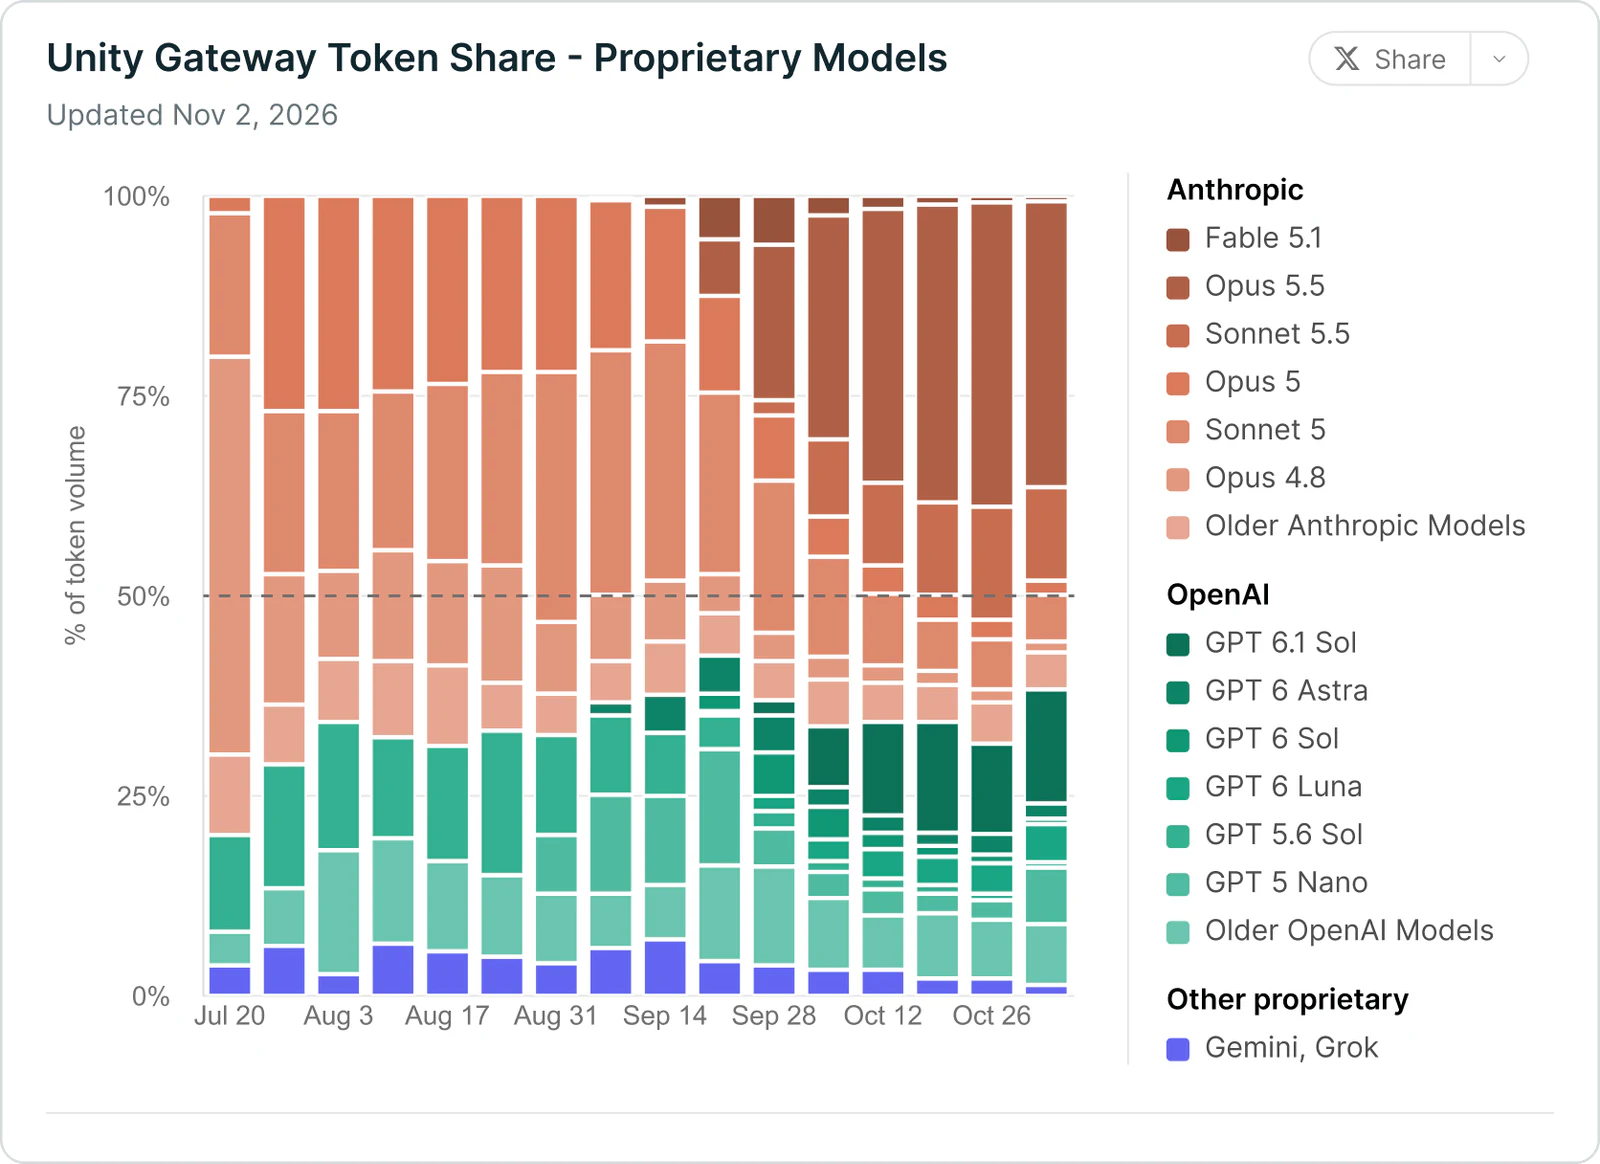 Unity Gateway Token Share - Proprietary Models
Updated Nov 2, 2026
Share
% of token volume
100%
75%
50%
25%
0%
Jul 20
Aug 3
Aug 17
Aug 31
Sep 14
Sep 28
Oct 12
Oct 26
Anthropic
Fable 5.1
Opus 5.5
Sonnet 5.5
Opus 5
Sonnet 5
Opus 4.8
Older Anthropic Models
OpenAI
GPT 6.1 Sol
GPT 6 Astra
GPT 6 Sol
GPT 6 Luna
GPT 5.6 Sol
GPT 5 Nano
Older OpenAI Models
Other proprietary
Gemini, Grok